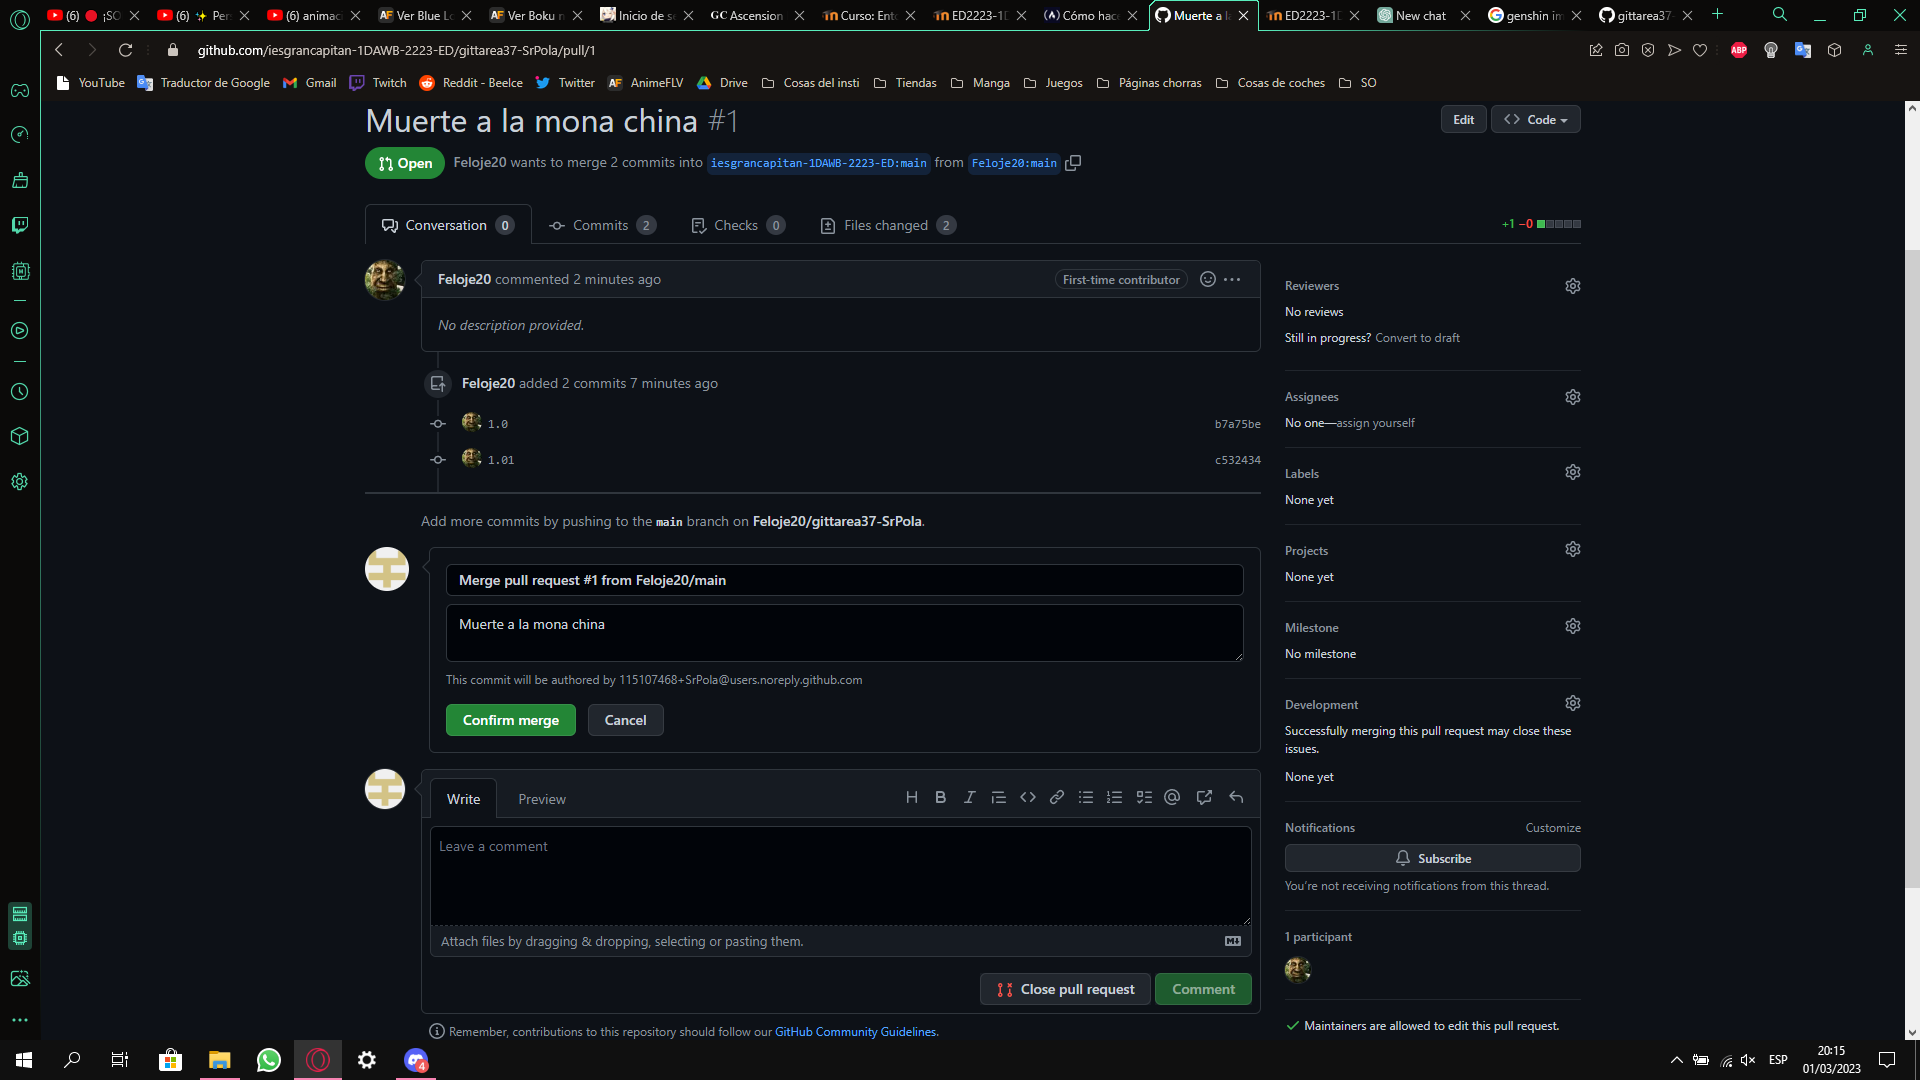 (6) 🔴 ¡SO
(6) ✨ Per
(6) animac
AF Ver Blue Lo
AF Ver Boku n
Inicio de se
GC Ascension
Curso: Ento
ED2223-1D
Cómo hace
Muerte a la
ED2223-1D
New chat
genshin im
gittarea37-
github.com/iesgrancapitan-1DAWB-2223-ED/gittarea37-SrPola/pull/1
ABP
YouTube
Traductor de Google
Gmail
Twitch
Reddit - Beelce
Twitter
AF AnimeFLV
Drive
Cosas del insti
Tiendas
Manga
Juegos
Páginas chorras
Cosas de coches
SO
Muerte a la mona china #1
Edit
<> Code
Open
Feloje20 wants to merge 2 commits into iesgrancapitan-1DAWB-2223-ED:main from Feloje20:main
Conversation 0
Commits 2
Checks 0
Files changed 2
+1 −0
Feloje20 commented 2 minutes ago
First-time contributor
No description provided.
Feloje20 added 2 commits 7 minutes ago
1.0
b7a75be
1.01
c532434
Add more commits by pushing to the main branch on Feloje20/gittarea37-SrPola.
Merge pull request #1 from Feloje20/main
Muerte a la mona china
This commit will be authored by 115107468+SrPola@users.noreply.github.com
Confirm merge
Cancel
Write
Preview
Leave a comment
Attach files by dragging & dropping, selecting or pasting them.
Close pull request
Comment
Remember, contributions to this repository should follow our GitHub Community Guidelines.
Reviewers
No reviews
Still in progress? Convert to draft
Assignees
No one—assign yourself
Labels
None yet
Projects
None yet
Milestone
No milestone
Development
Successfully merging this pull request may close these
issues.
None yet
Notifications
Customize
Subscribe
You're not receiving notifications from this thread.
1 participant
Maintainers are allowed to edit this pull request.
4
ESP
20:15
01/03/2023